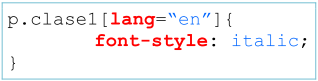 p.clase1[lang=“en”]{
font-style: italic;
}